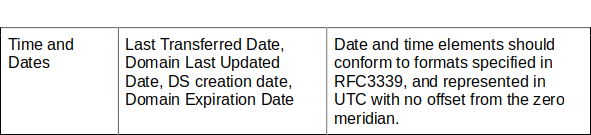 Time and
Dates
Last Transferred Date,
Domain Last Updated
Date, DS creation date,
Domain Expiration Date
Date and time elements should
conform to formats specified in
RFC3339, and represented in
UTC with no offset from the zero
meridian.